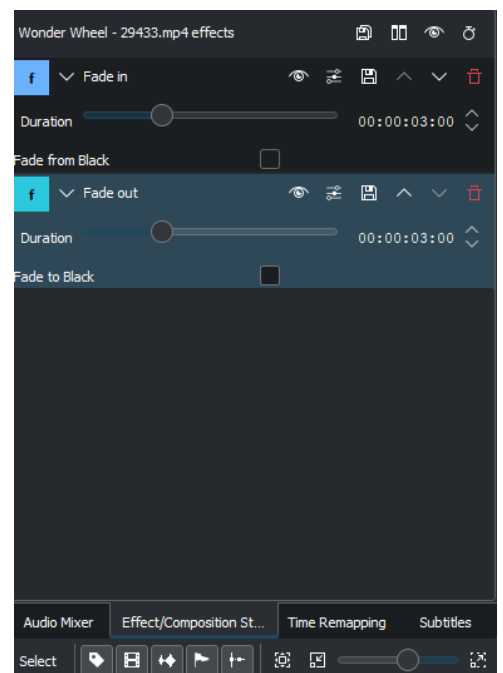 Wonder Wheel - 29433.mp4 effects
f Fade in
Duration 00:00:03:00
Fade from Black
f Fade out
Duration 00:00:03:00
Fade to Black
Audio Mixer Effect/Composition St... Time Remapping Subtitles
Select